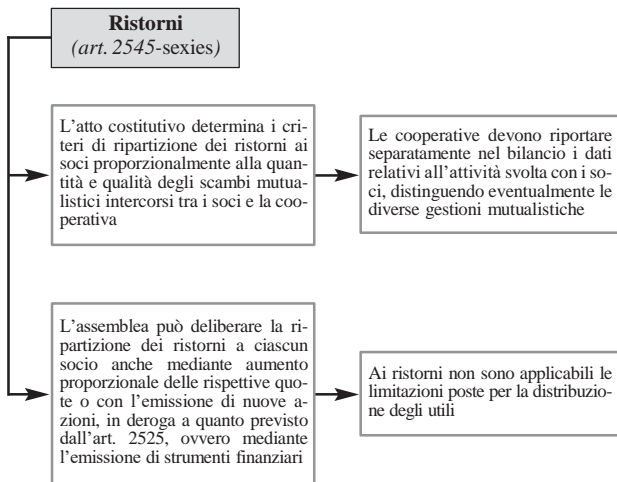 Ristorni
(art. 2545-sexies)
L'atto costitutivo determina i cri-
teri di ripartizione dei ristorni ai
soci proporzionalmente alla quan-
tità e qualità degli scambi mutua-
listici intercorsi tra i soci e la coo-
perativa
Le cooperative devono riportare
separatamente nel bilancio i dati
relativi all'attività svolta con i so-
ci, distinguendo eventualmente le
diverse gestioni mutualistiche
L'assemblea può deliberare la ri-
partizione dei ristorni a ciascun
socio anche mediante aumento
proporzionale delle rispettive quo-
te o con l'emissione di nuove a-
zioni, in deroga a quanto previsto
dall'art. 2525, ovvero mediante
l'emissione di strumenti finanziari
Ai ristorni non sono applicabili le
limitazioni poste per la distribuzio-
ne degli utili